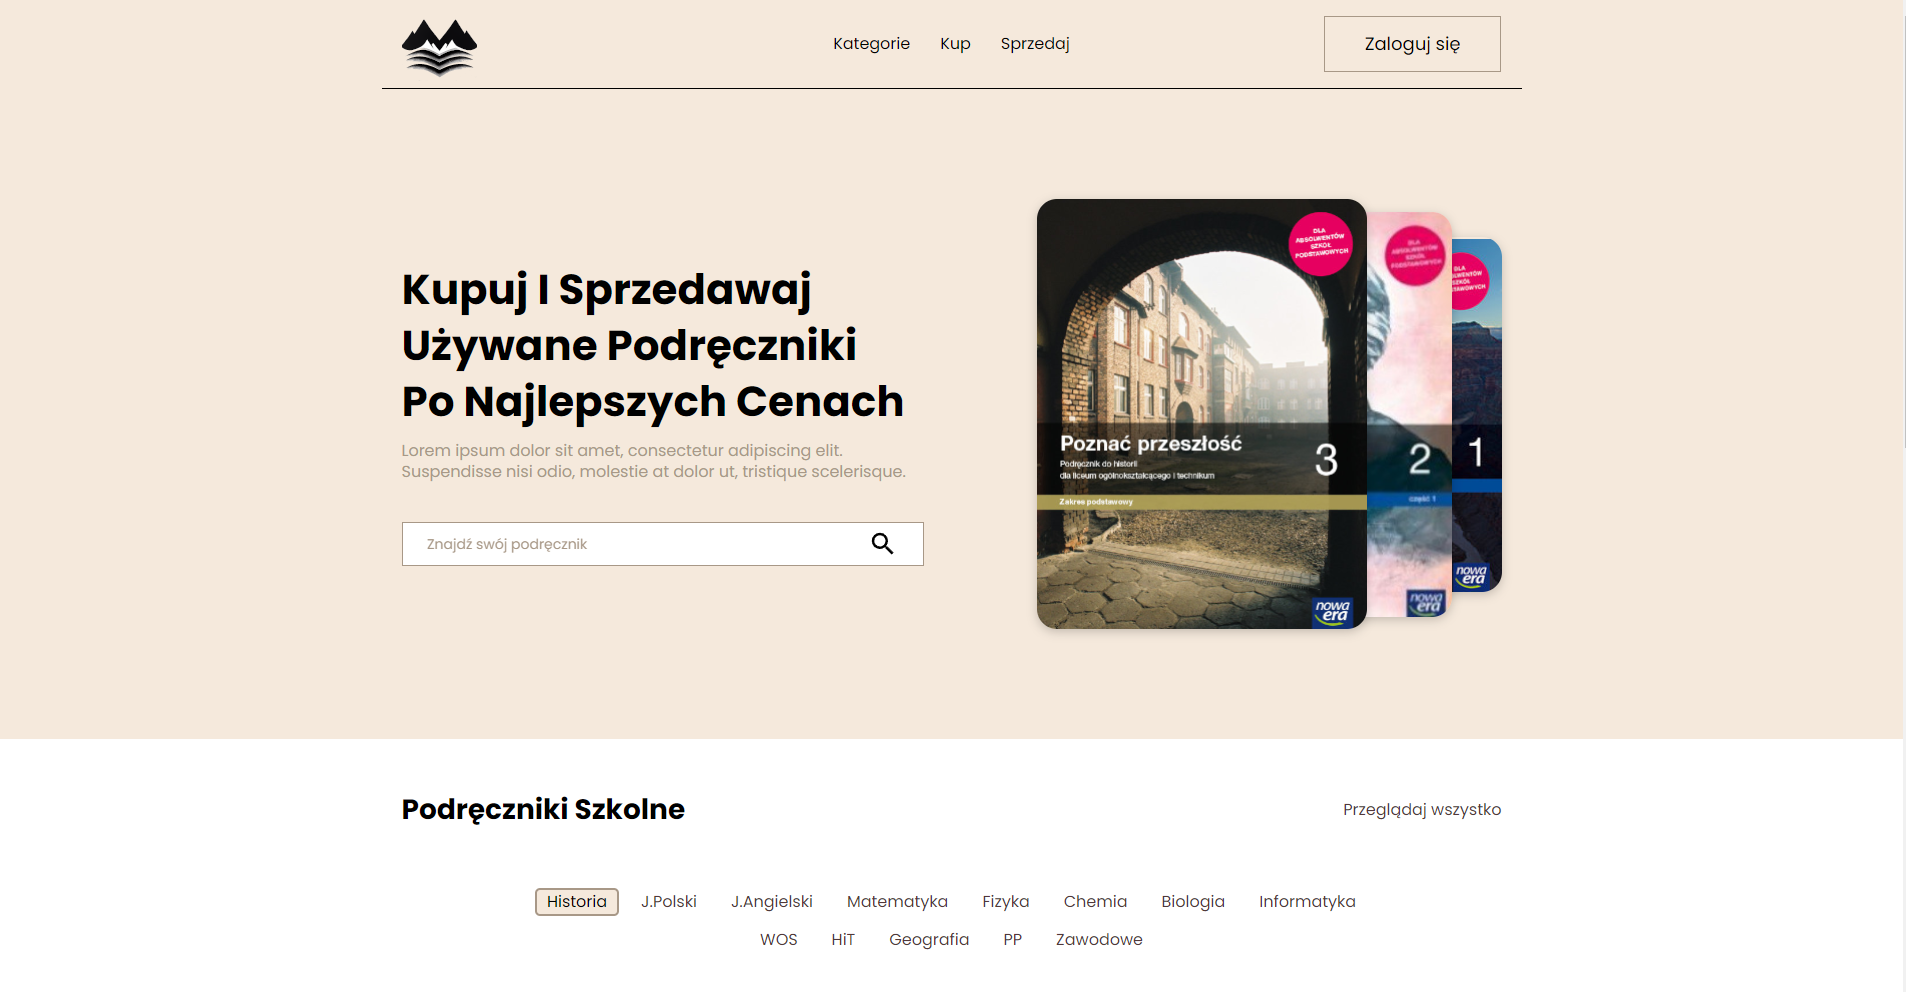 Kategorie
Kup
Sprzedaj
Zaloguj się
Kupuj I Sprzedawaj
Używane Podręczniki
Po Najlepszych Cenach
Lorem ipsum dolor sit amet, consectetur adipiscing elit.
Suspendisse nisi odio, molestie at dolor ut, tristique scelerisque.
Znajdź swój podręcznik
DLA
ABSOLWENTÓW
SZKÓŁ
PODSTAWOWYCH
Poznać przeszłość
Podręcznik do historii
dla liceum ogólnokształcącego i technikum
3
Zakres podstawowy
nowa
era
DLA
ABSOLWENTÓW
SZKÓŁ
PODSTAWOWYCH
2
część 1
nowa
era
DLA
SZKÓŁ
1
nowa
era
Podręczniki Szkolne
Przeglądaj wszystko
Historia
J.Polski
J.Angielski
Matematyka
Fizyka
Chemia
Biologia
Informatyka
WOS
HiT
Geografia
PP
Zawodowe